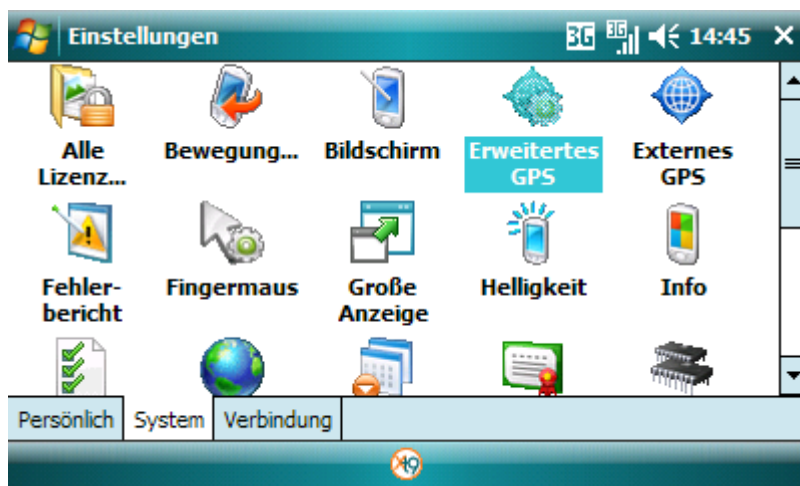 Einstellungen 3G 3G 14:45
Alle Bewegung... Bildschirm Erweitertes Externes
Lizenz... GPS GPS
Fehler- Fingermaus Große Helligkeit Info
bericht Anzeige
Persönlich System Verbindung